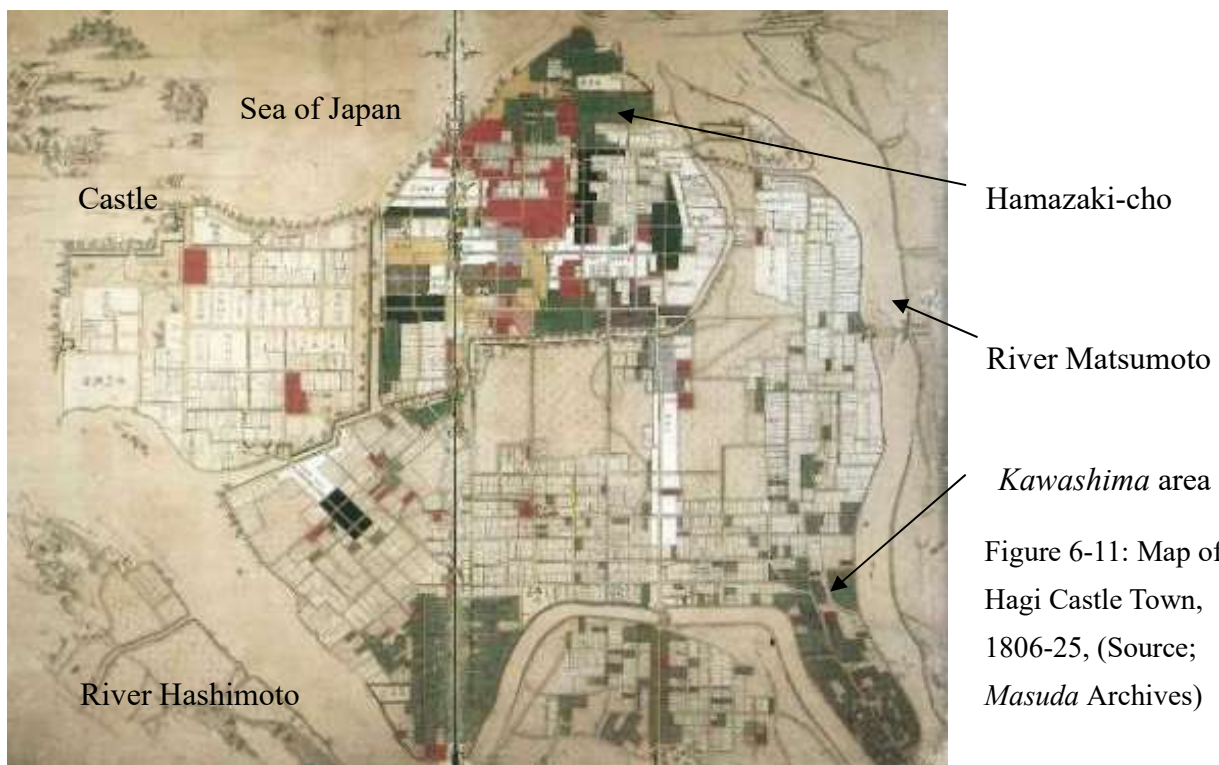 Sea of Japan
Castle
Hamazaki-cho
River Matsumoto
Kawashima area
Figure 6-11: Map of
Hagi Castle Town,
1806-25, (Source;
Masuda Archives)
River Hashimoto